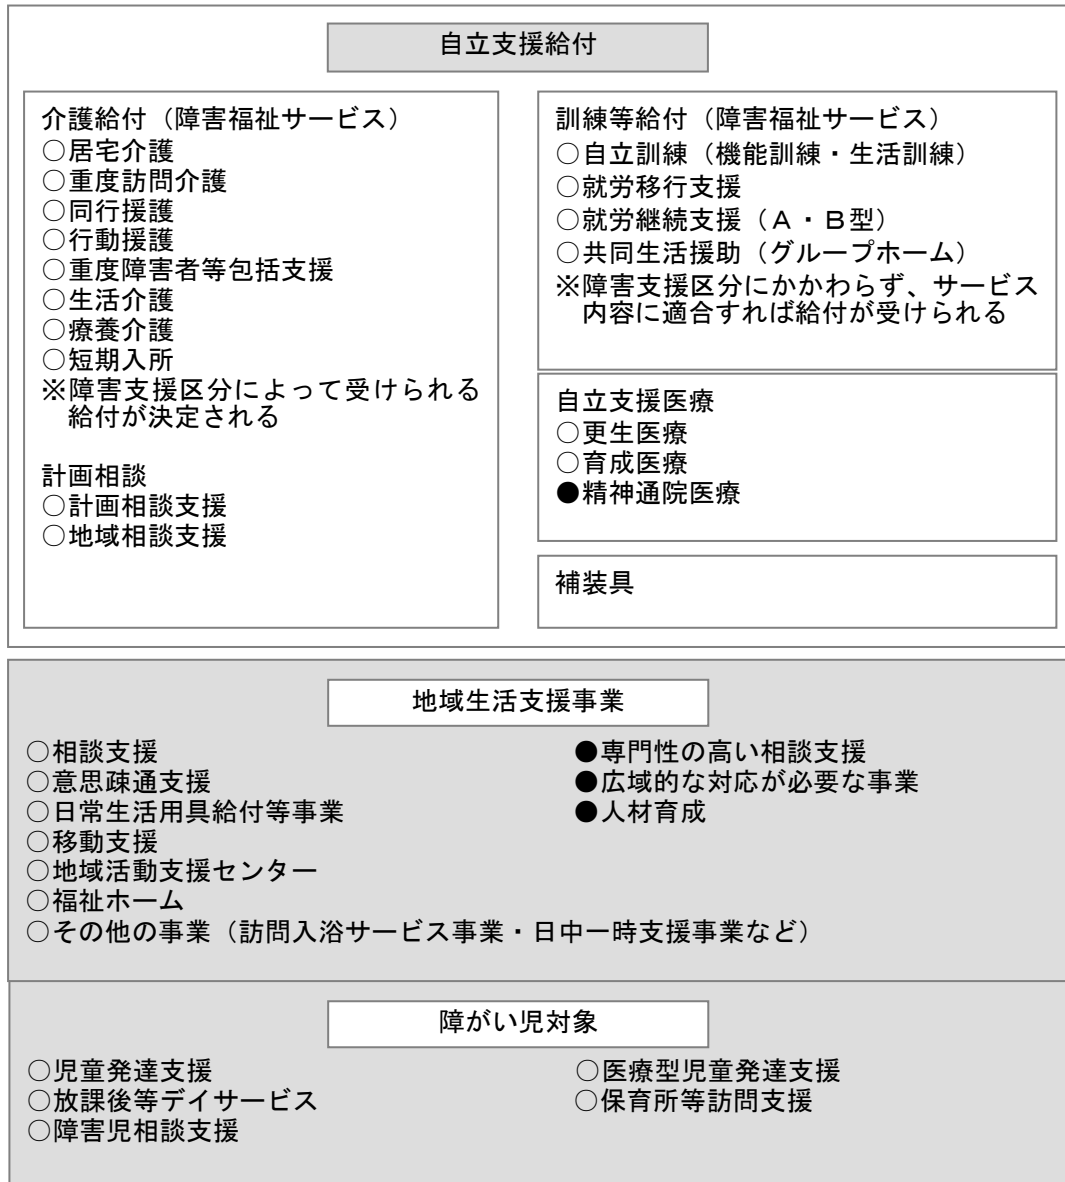 自立支援給付
介護給付（障害福祉サービス）
○居宅介護
○重度訪問介護
○同行援護
○行動援護
○重度障害者等包括支援
○生活介護
○療養介護
○短期入所
※障害支援区分によって受けられる
給付が決定される
計画相談
○計画相談支援
○地域相談支援
訓練等給付（障害福祉サービス）
○自立訓練（機能訓練・生活訓練）
○就労移行支援
○就労継続支援（Ａ・Ｂ型）
○共同生活援助（グループホーム）
※障害支援区分にかかわらず、サービス
内容に適合すれば給付が受けられる
自立支援医療
○更生医療
○育成医療
●精神通院医療
補装具
地域生活支援事業
○相談支援
○意思疎通支援
○日常生活用具給付等事業
○移動支援
○地域活動支援センター
○福祉ホーム
○その他の事業（訪問入浴サービス事業・日中一時支援事業など）
●専門性の高い相談支援
●広域的な対応が必要な事業
●人材育成
障がい児対象
○児童発達支援
○放課後等デイサービス
○障害児相談支援
○医療型児童発達支援
○保育所等訪問支援